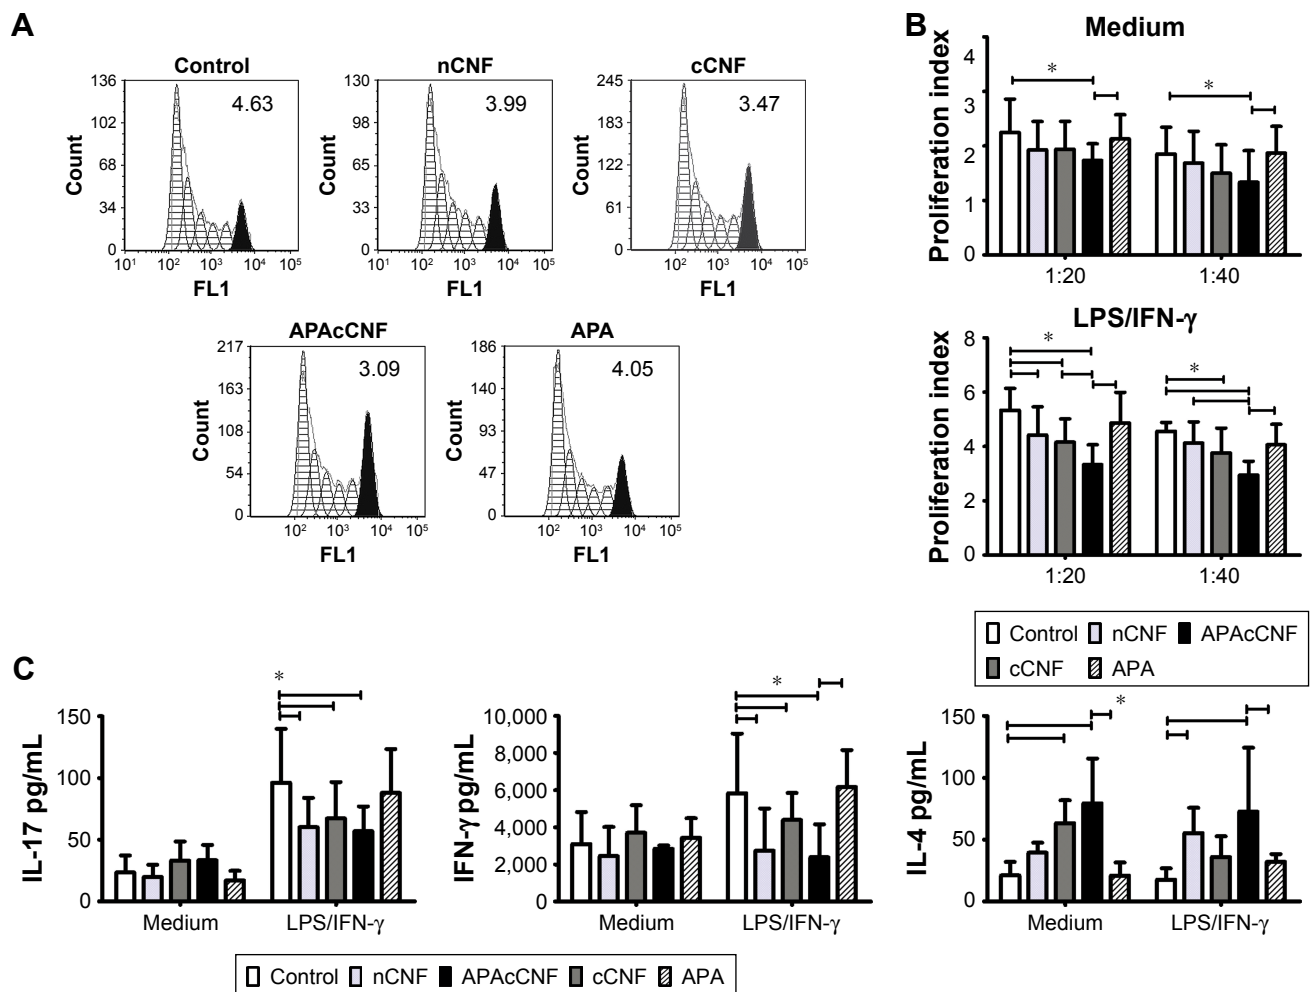 A
Control
136
102
68
34
0
4.63
Count
10¹ 10² 10³ 10⁴ 10⁵
FL1
nCNF
130
98
65
33
0
3.99
Count
10¹ 10² 10³ 10⁴ 10⁵
FL1
cCNF
245
183
122
61
0
3.47
Count
10² 10³ 10⁴ 10⁵
FL1
APAcCNF
217
163
108
54
0
3.09
Count
10² 10³ 10⁴ 10⁵
FL1
APA
186
140
93
47
0
4.05
Count
10² 10³ 10⁴ 10⁵
FL1
B
Medium
Proliferation index
4
3
2
1
0
*
*
1:20 1:40
LPS/IFN-γ
Proliferation index
8
6
4
2
0
*
*
1:20 1:40
Control nCNF APAcCNF
cCNF APA
C
IL-17 pg/mL
150
100
50
0
*
Medium LPS/IFN-γ
IFN-γ pg/mL
10,000
8,000
6,000
4,000
2,000
0
*
Medium LPS/IFN-γ
IL-4 pg/mL
150
100
50
0
*
Medium LPS/IFN-γ
Control nCNF APAcCNF cCNF APA